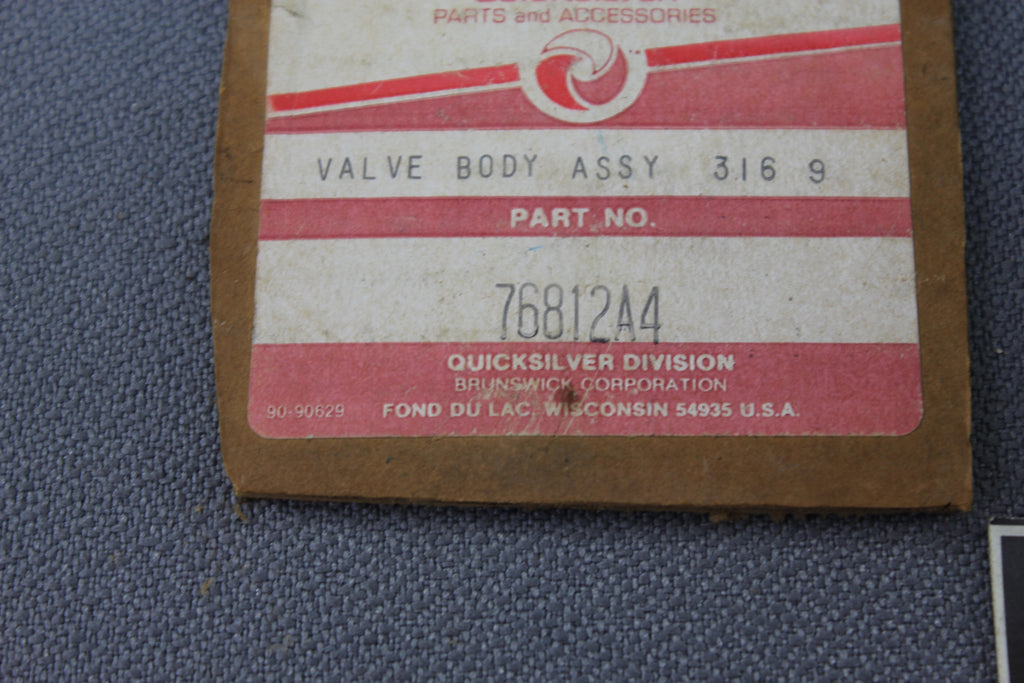 QUICKSILVER
PARTS and ACCESSORIES
VALVE BODY ASSY 316 9
PART NO.
76812A4
QUICKSILVER DIVISION
BRUNSWICK CORPORATION
90-90629 FOND DU LAC, WISCONSIN 54935 U.S.A.